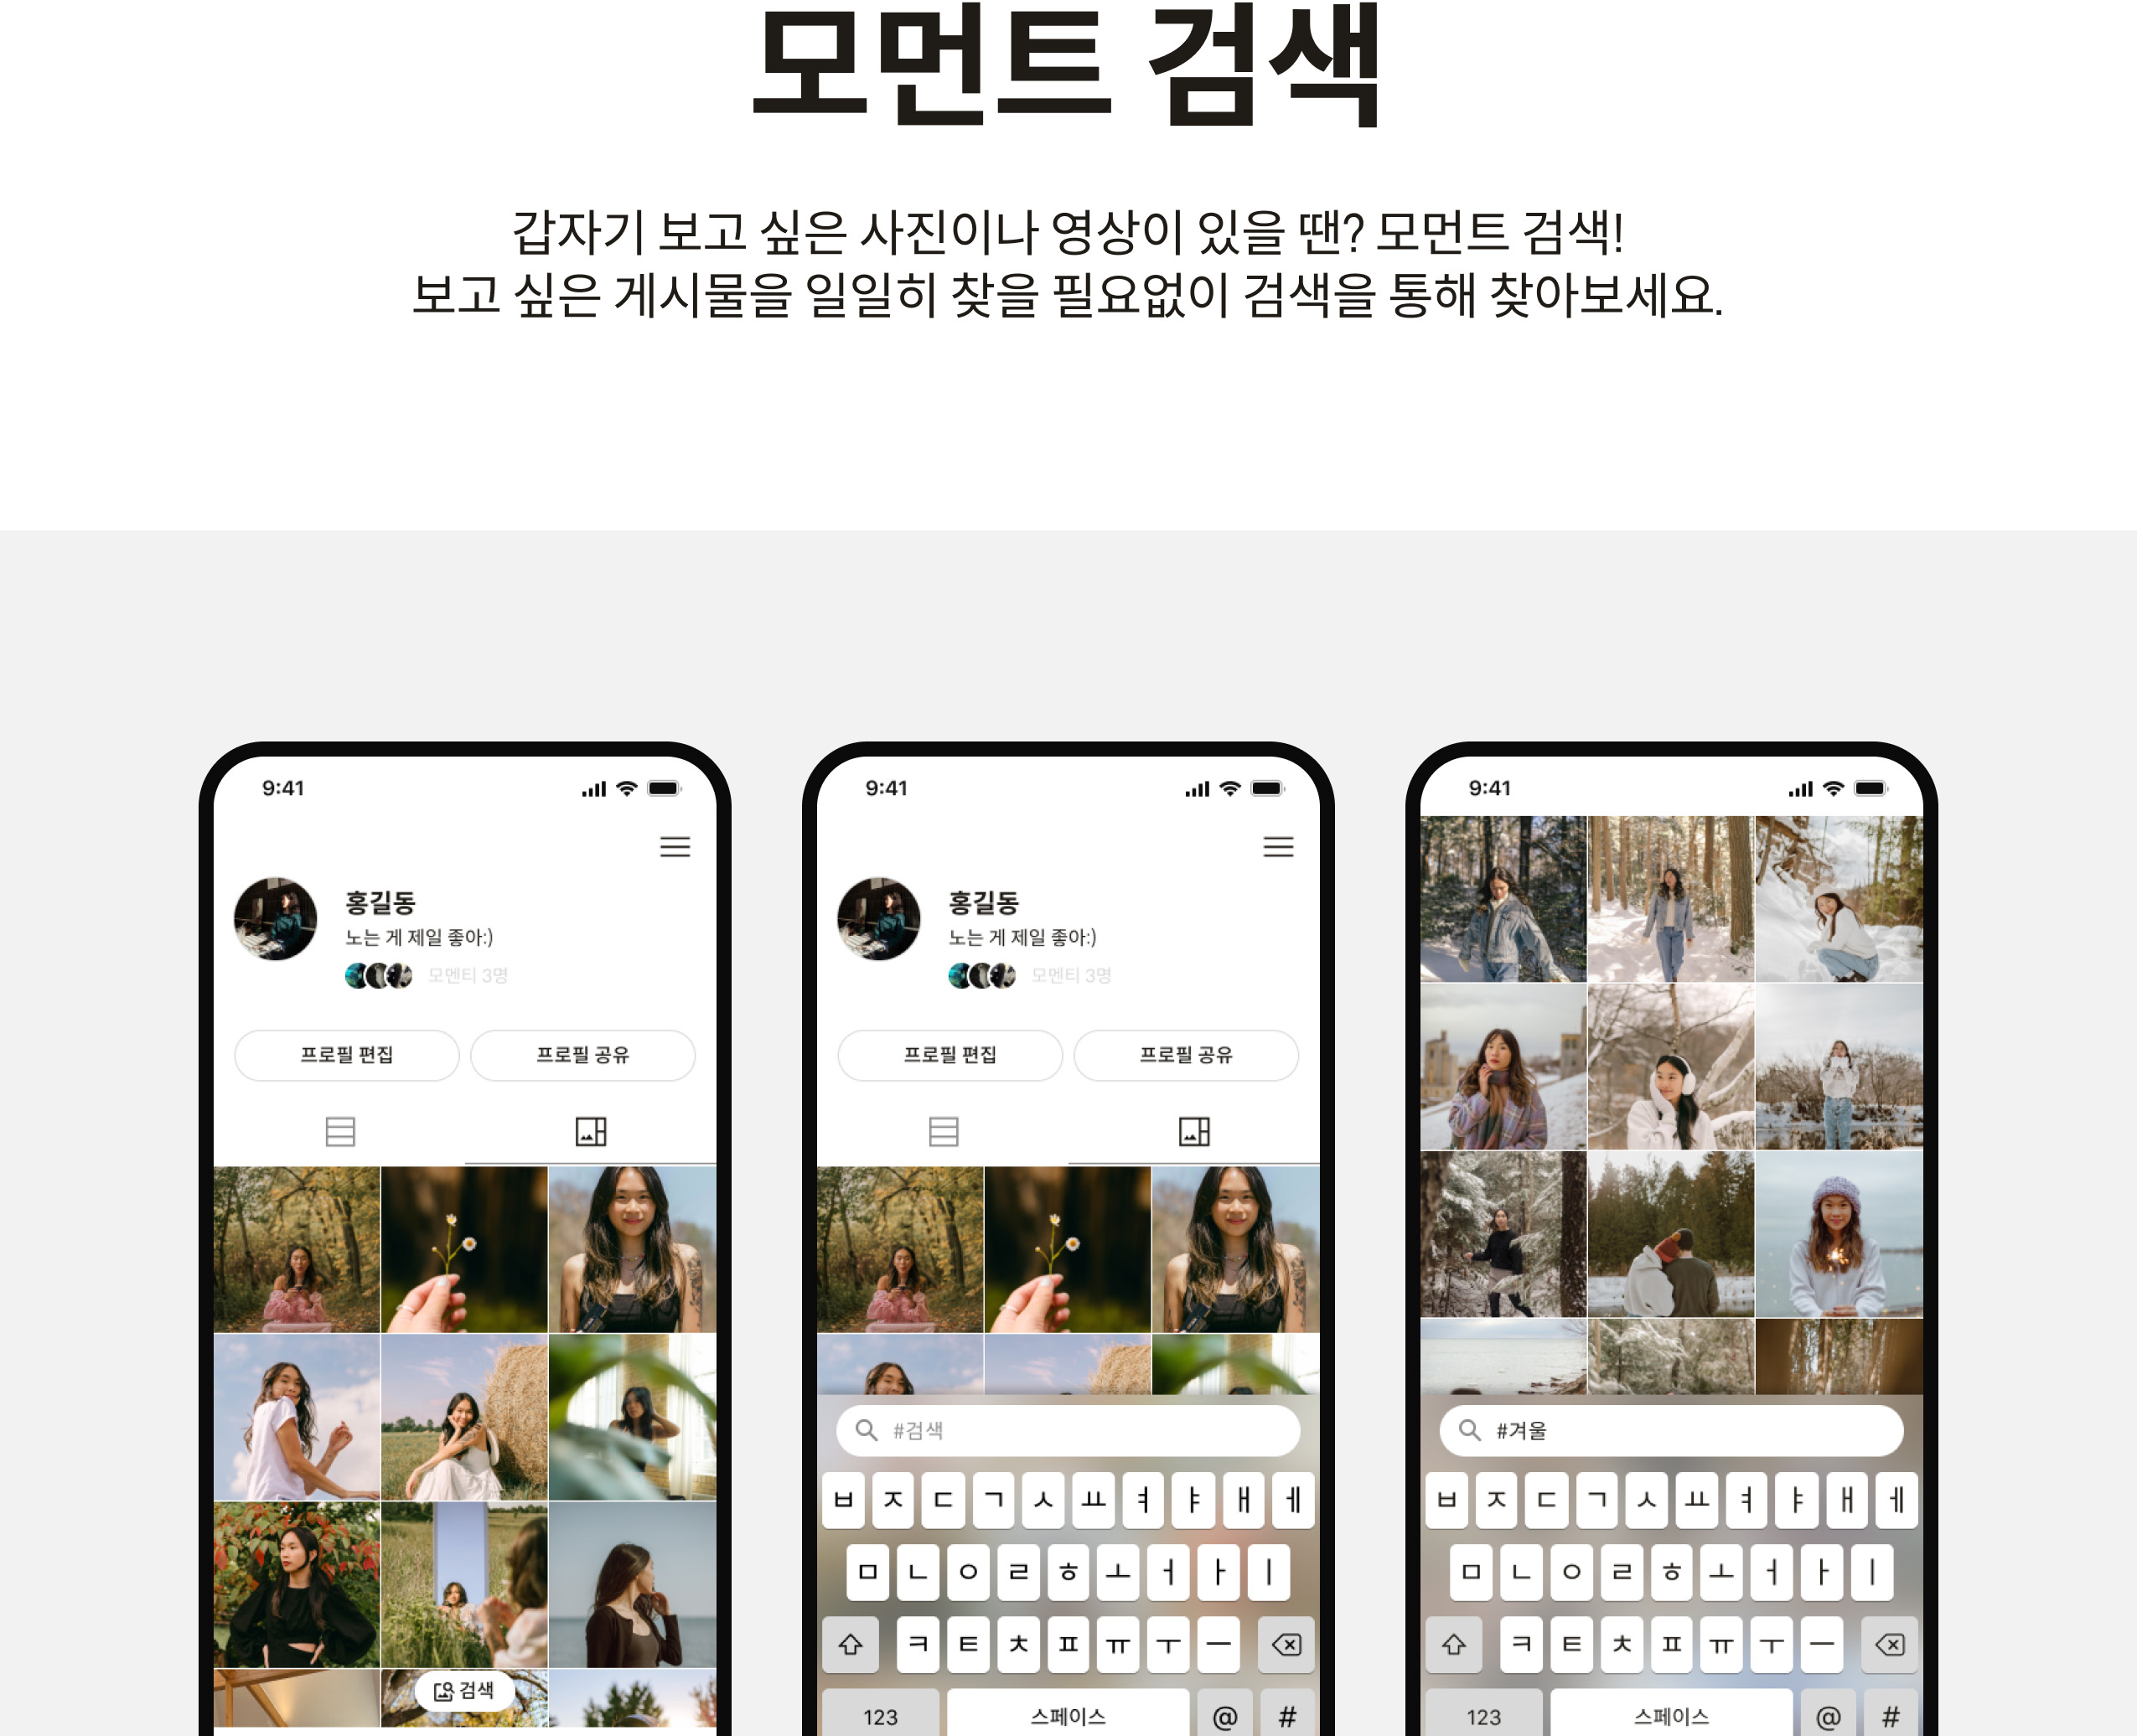 모먼트 검색
갑자기 보고 싶은 사진이나 영상이 있을 땐? 모먼트 검색!
보고 싶은 게시물을 일일히 찾을 필요없이 검색을 통해 찾아보세요.
9:41
홍길동
노는 게 제일 좋아:)
모멘티 3명
프로필 편집 프로필 공유
검색
9:41
홍길동
노는 게 제일 좋아:)
모멘티 3명
프로필 편집 프로필 공유
#검색
ㅂ ㅈ ㄷ ㄱ ㅅ ㅛ ㅕ ㅑ ㅐ ㅔ
ㅁ ㄴ ㅇ ㄹ ㅎ ㅗ ㅓ ㅏ ㅣ
ㅋ ㅌ ㅊ ㅍ ㅠ ㅜ ㅡ
123 스페이스 @ #
9:41
#겨울
ㅂ ㅈ ㄷ ㄱ ㅅ ㅛ ㅕ ㅑ ㅐ ㅔ
ㅁ ㄴ ㅇ ㄹ ㅎ ㅗ ㅓ ㅏ ㅣ
ㅋ ㅌ ㅊ ㅍ ㅠ ㅜ ㅡ
123 스페이스 @ #